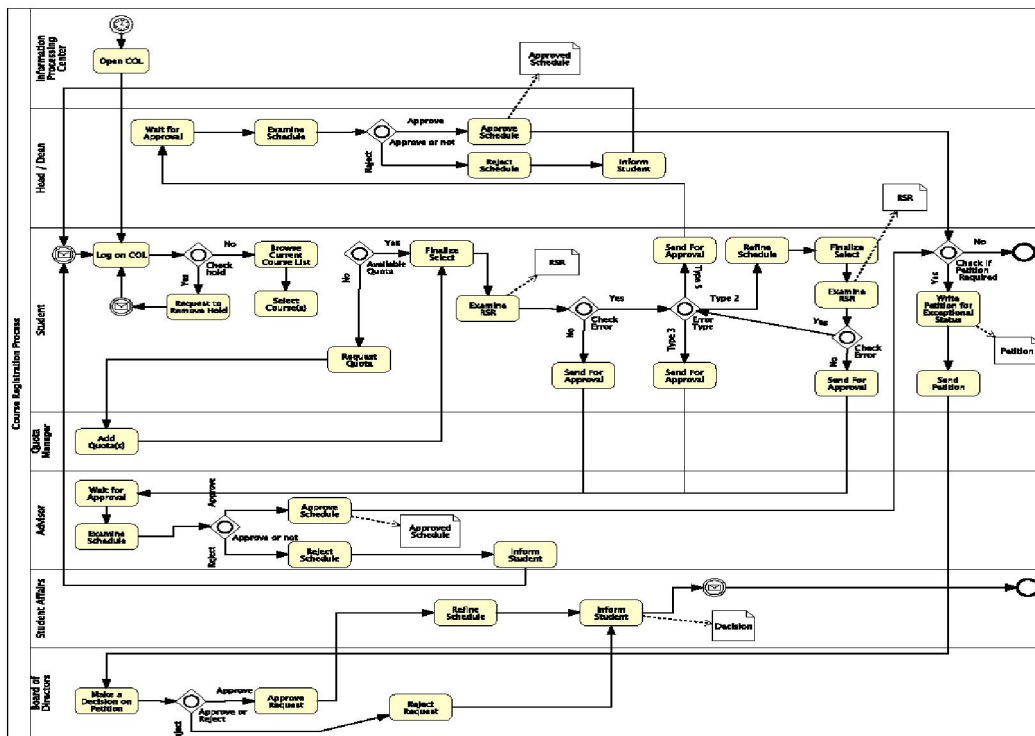 Course Registration Process
Information Processing
Center
Open COL
Approved
Schedule
Head / Dean
Wait for
Approval
Examine
Schedule
Approve
Approve or not
Reject
Approve
Schedule
Reject
Schedule
Inform
Student
RSR
Student
Log on COL
No
Check
hold
Yes
Request to
Remove Hold
Browse
Current
Course List
Select
Course(s)
Yes
Available
Quota
No
Request
Quota
Finalize
Select
Examine
RSR
RSR
Yes
Check
Error
No
Send For
Approval
Send For
Approval
Error
Type
Type 2
Type 3
Send For
Approval
Refine
Schedule
Finalize
Select
Examine
RSR
Yes
Check
Error
No
Send For
Approval
No
Check if
Petition
Required
Yes
Write
Petition for
Exceptional
Status
Petition
Send
Petition
Quota
Manager
Add
Quota(s)
Advisor
Wait for
Approval
Examine
Schedule
Approve
Approve or not
Reject
Approve
Schedule
Approved
Schedule
Reject
Schedule
Inform
Student
Student Affairs
Refine
Schedule
Inform
Student
Decision
Board of
Directors
Make a
Decision on
Petition
Approve
Approve or
Reject
Reject
Approve
Request
Reject
Request